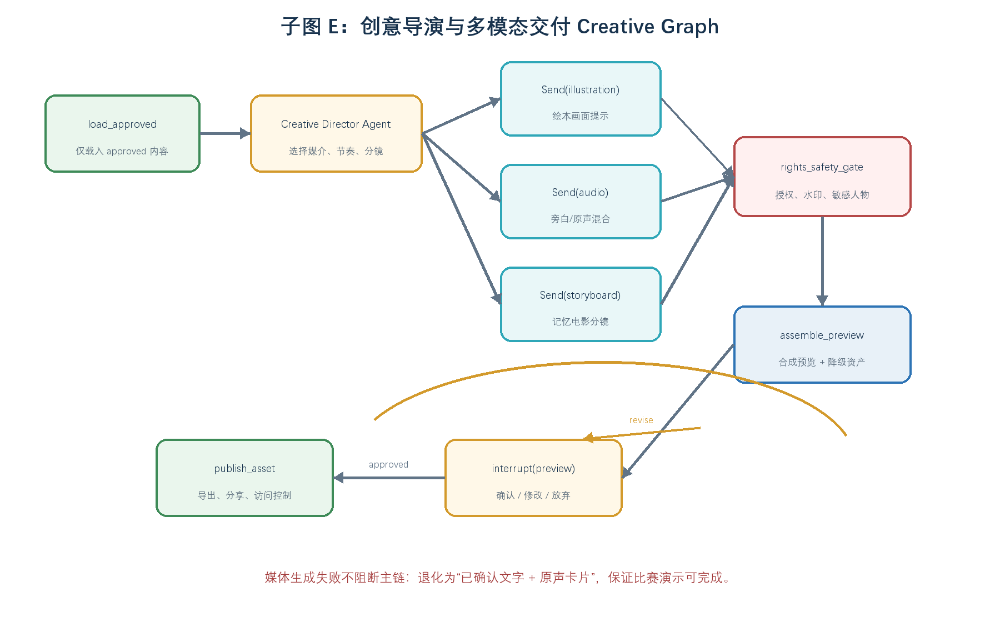 子图 E：创意导演与多模态交付 Creative Graph
load_approved
仅载入 approved 内容
Creative Director Agent
选择媒介、节奏、分镜
Send(illustration)
绘本画面提示
Send(audio)
旁白/原声混合
Send(storyboard)
记忆电影分镜
rights_safety_gate
授权、水印、敏感人物
assemble_preview
合成预览 + 降级资产
revise
interrupt(preview)
确认 / 修改 / 放弃
approved
publish_asset
导出、分享、访问控制
媒体生成失败不阻断主链：退化为“已确认文字 + 原声卡片”，保证比赛演示可完成。